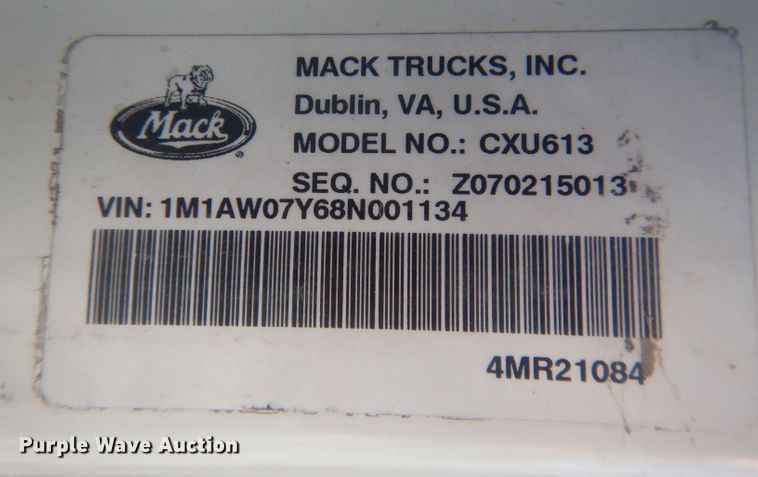 Mack
MACK TRUCKS, INC.
Dublin, VA, U.S.A.
MODEL NO.: CXU613
SEQ. NO.: Z070215013
VIN: 1M1AW07Y68N001134
4MR21084
Purple Wave Auction